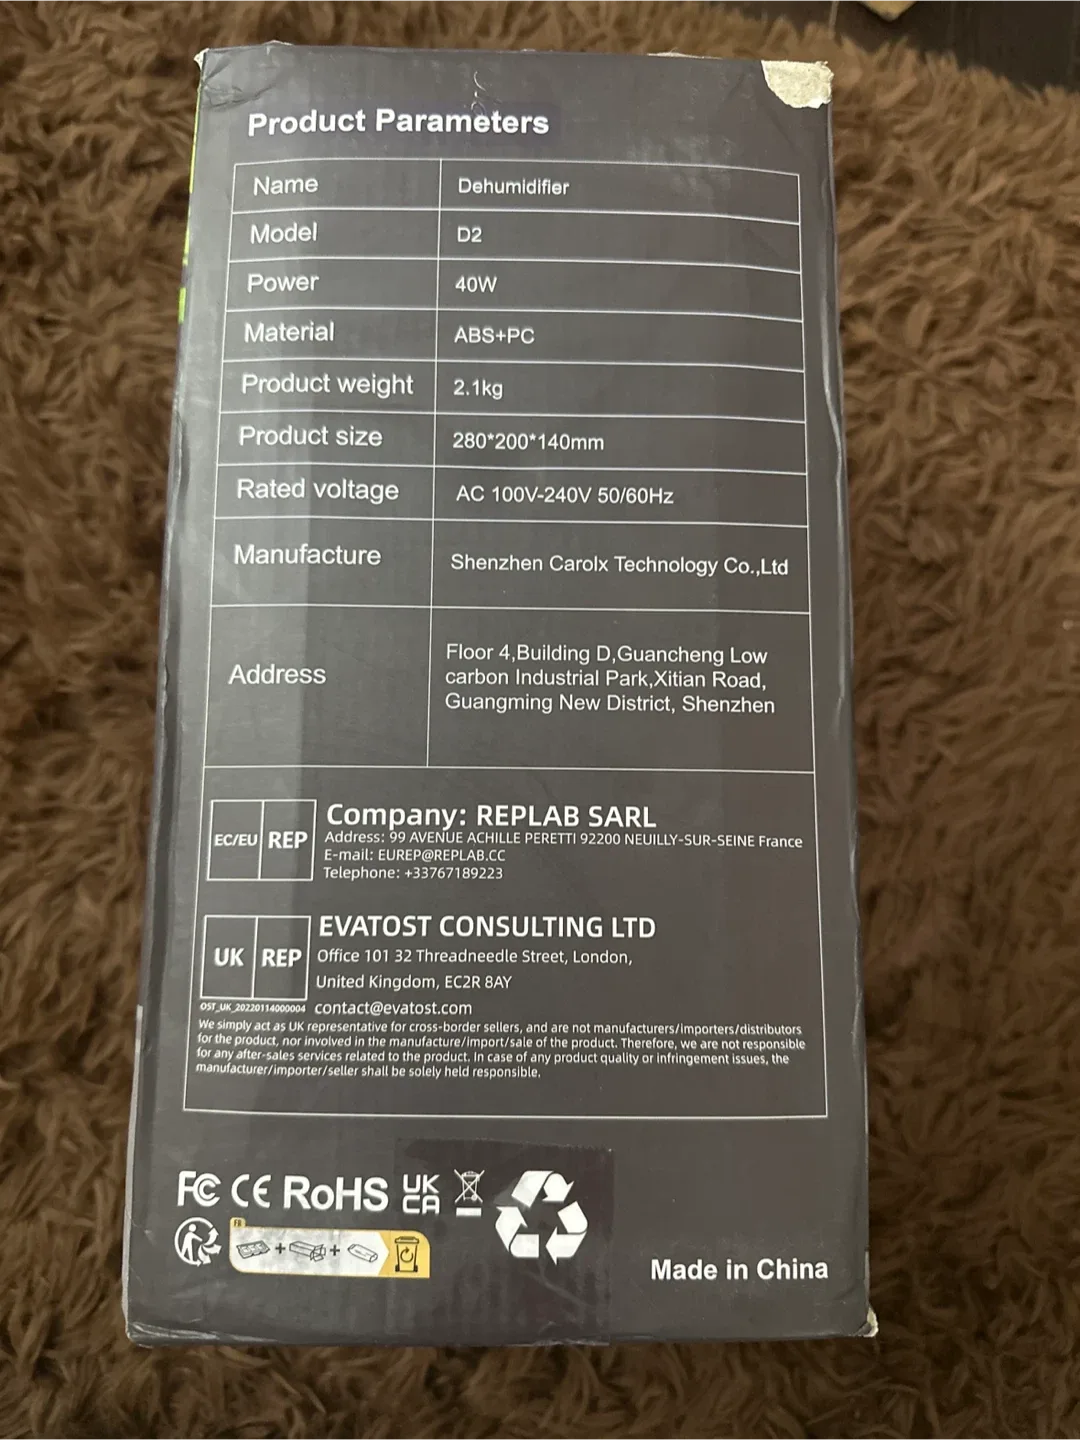 Product Parameters
Name Dehumidifier
Model D2
Power 40W
Material ABS+PC
Product weight 2.1kg
Product size 280*200*140mm
Rated voltage AC 100V-240V 50/60Hz
Manufacture Shenzhen Carolx Technology Co.,Ltd
Address
Floor 4,Building D,Guancheng Low
carbon Industrial Park,Xitian Road,
Guangming New District, Shenzhen
EC/EU REP
Company: REPLAB SARL
Address: 99 AVENUE ACHILLE PERETTI 92200 NEUILLY-SUR-SEINE France
E-mail: EUREP@REPLAB.CC
Telephone: +33767189223
UK REP
EVATOST CONSULTING LTD
Office 101 32 Threadneedle Street, London,
United Kingdom, EC2R 8AY
OST_UK_20220114000004 contact@evatost.com
We simply act as UK representative for cross-border sellers, and are not manufacturers/importers/distributors
for the product, nor involved in the manufacture/import/sale of the product. Therefore, we are not responsible
for any after-sales services related to the product. In case of any product quality or infringement issues, the
manufacturer/importer/seller shall be solely held responsible.
FC CE RoHS UK
CA
FR
Made in China